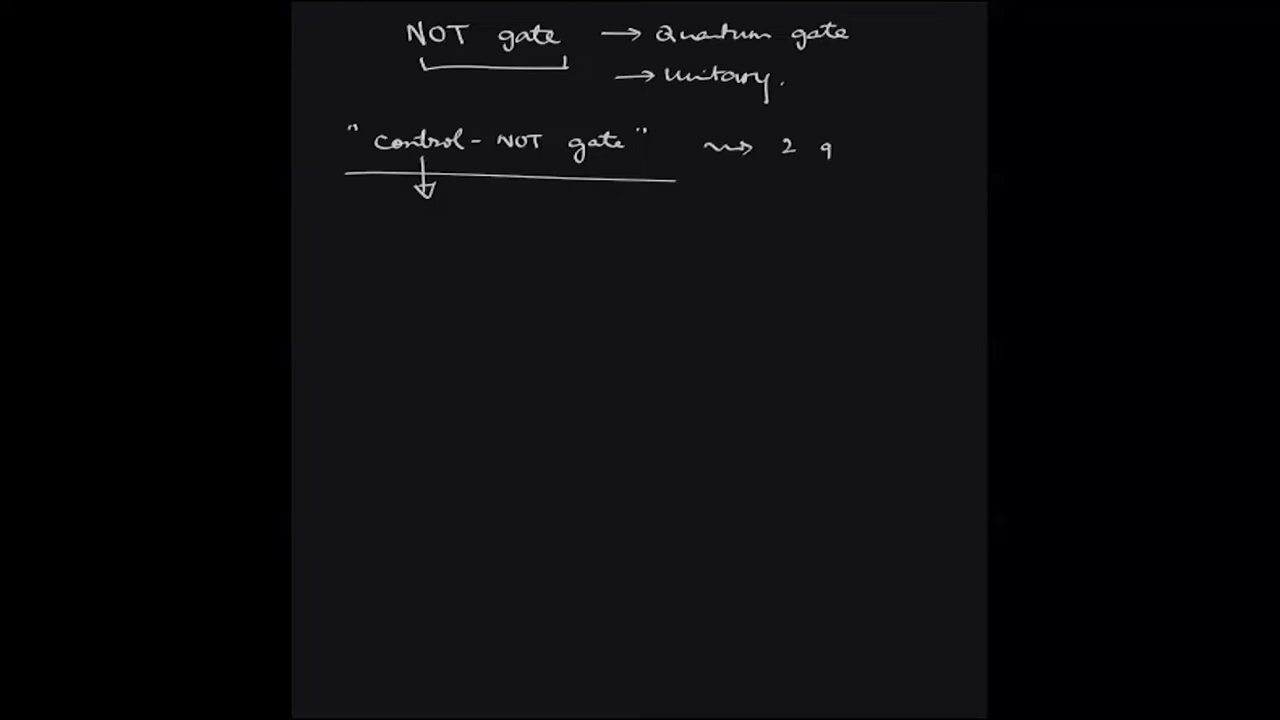 NOT gate → Quantum gate
→ Unitary.
" Control - NOT gate " ⇝ 2 q